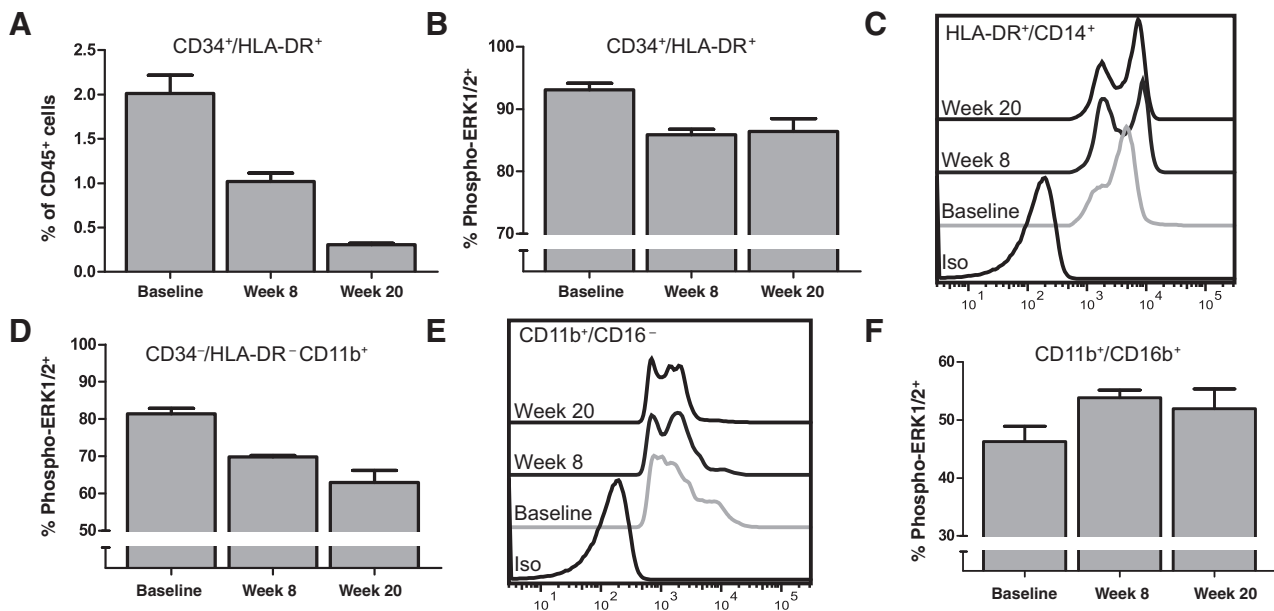 A
CD34⁺/HLA-DR⁺
% of CD45⁺ cells
2.5
2.0
1.5
1.0
0.5
0.0
Baseline
Week 8
Week 20
B
CD34⁺/HLA-DR⁺
% Phospho-ERK1/2⁺
100
90
80
70
Baseline
Week 8
Week 20
C
HLA-DR⁺/CD14⁺
Week 20
Week 8
Baseline
Iso
10¹
10²
10³
10⁴
10⁵
D
CD34⁻/HLA-DR⁻CD11b⁺
% Phospho-ERK1/2⁺
100
90
80
70
60
50
Baseline
Week 8
Week 20
E
CD11b⁺/CD16⁻
Week 20
Week 8
Baseline
Iso
10¹
10²
10³
10⁴
10⁵
F
CD11b⁺/CD16b⁺
% Phospho-ERK1/2⁺
60
50
40
30
Baseline
Week 8
Week 20